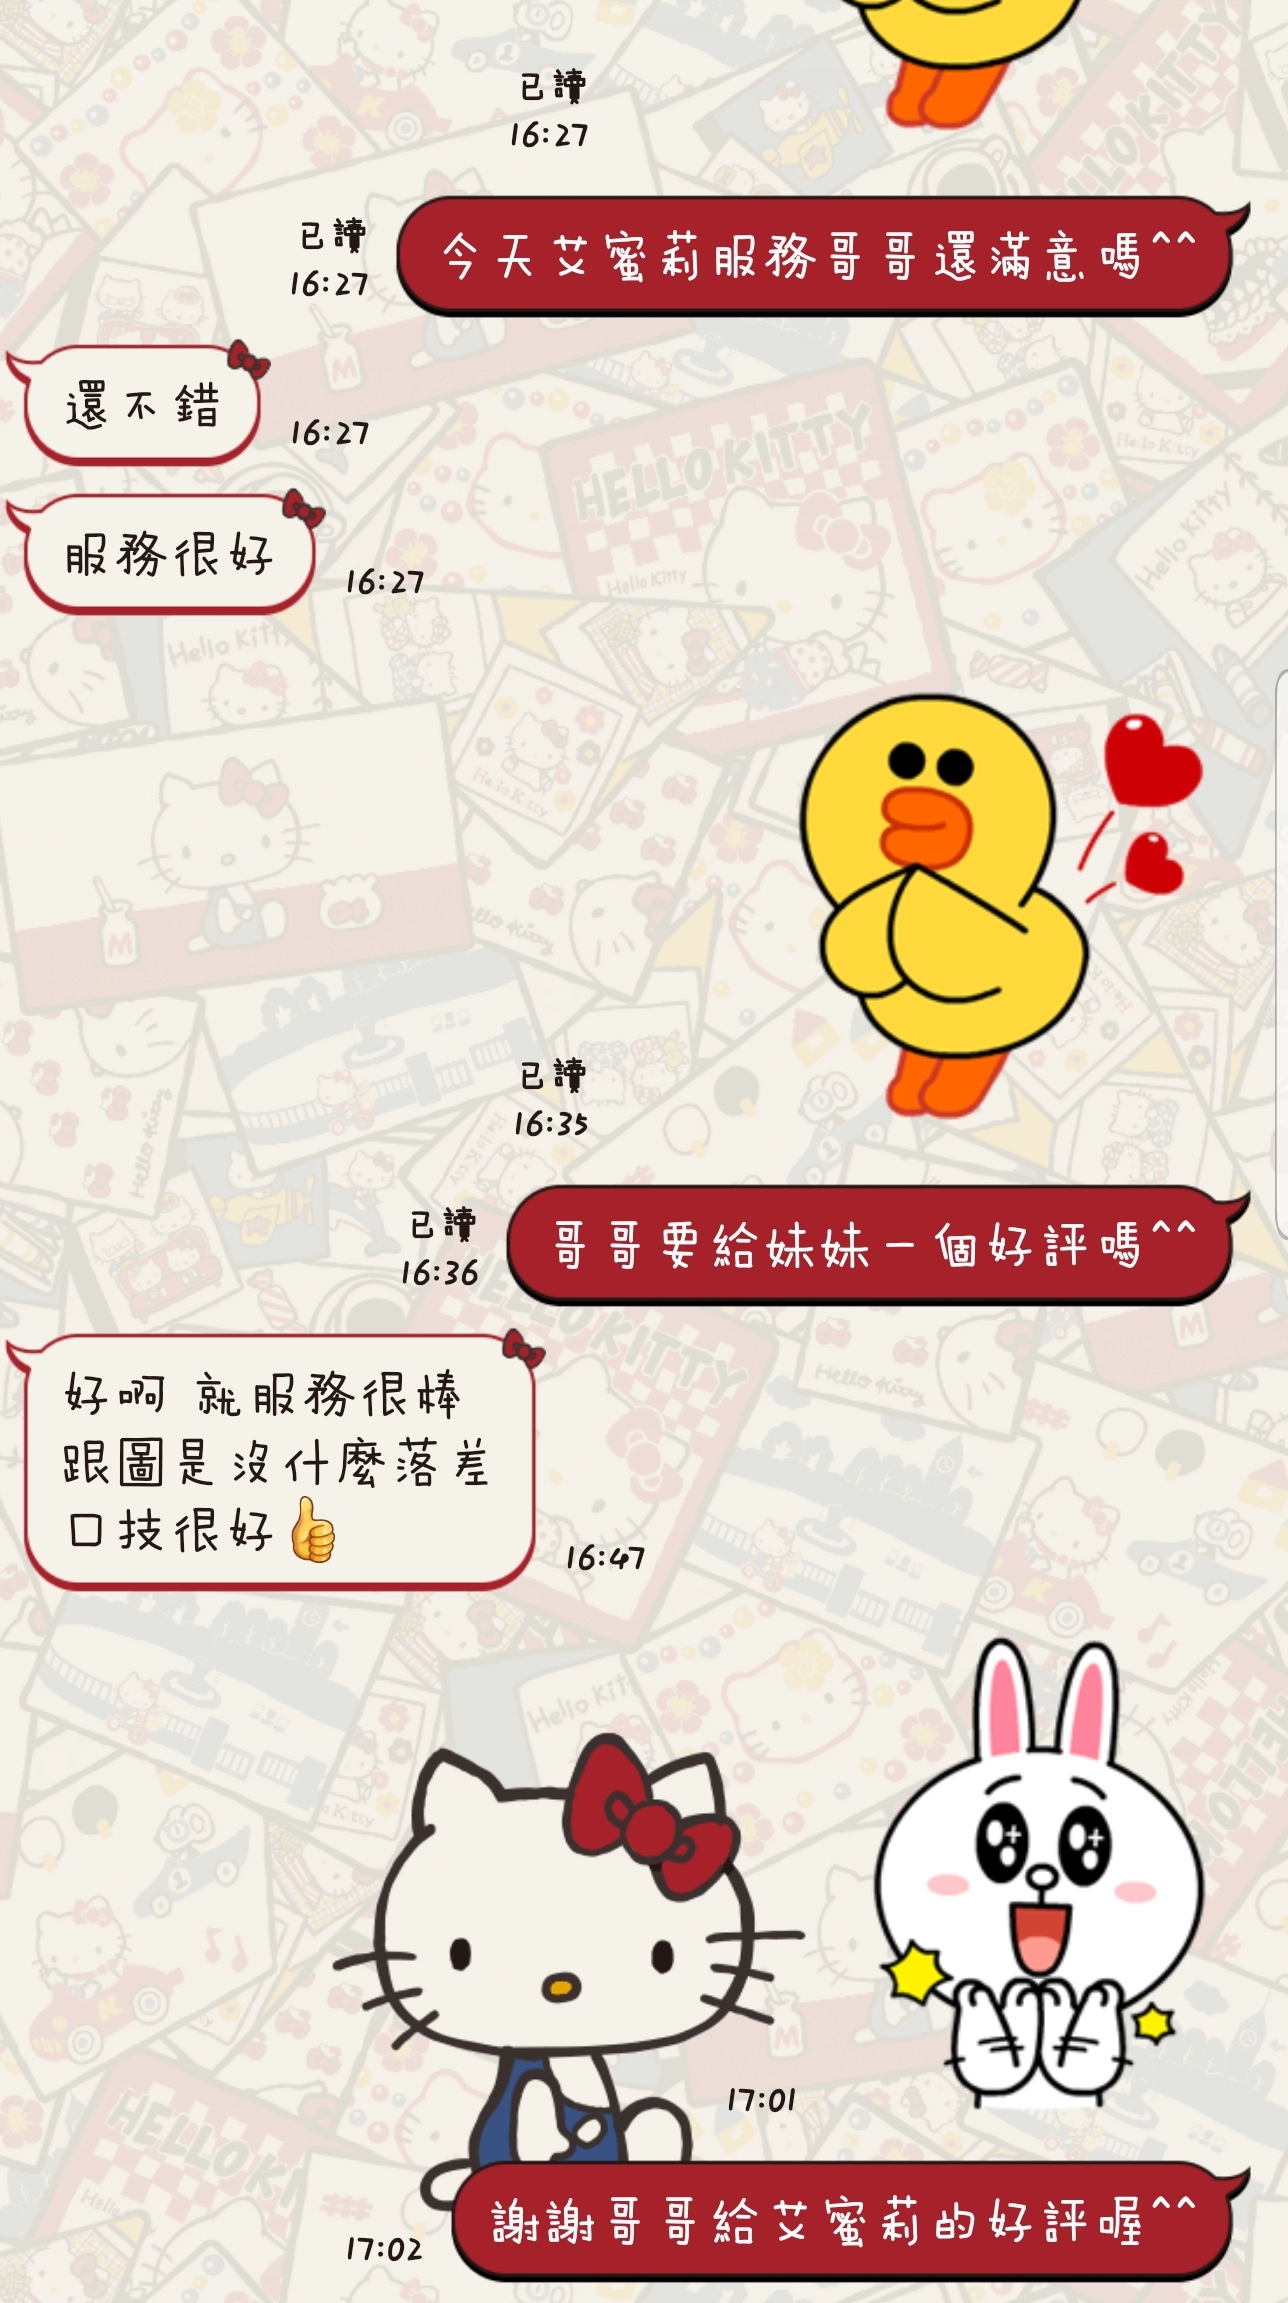 已讀
16:27
已讀
16:27
今天艾蜜莉服務哥哥還滿意嗎^^
還不錯
16:27
服務很好
16:27
已讀
16:35
已讀
16:36
哥哥要給妹妹一個好評嗎^^
好啊 就服務很棒
跟圖是沒什麼落差
口技很好👍
16:47
17:01
17:02
謝謝哥哥給艾蜜莉的好評喔^^
HELLO KITTY
Hello Kitty